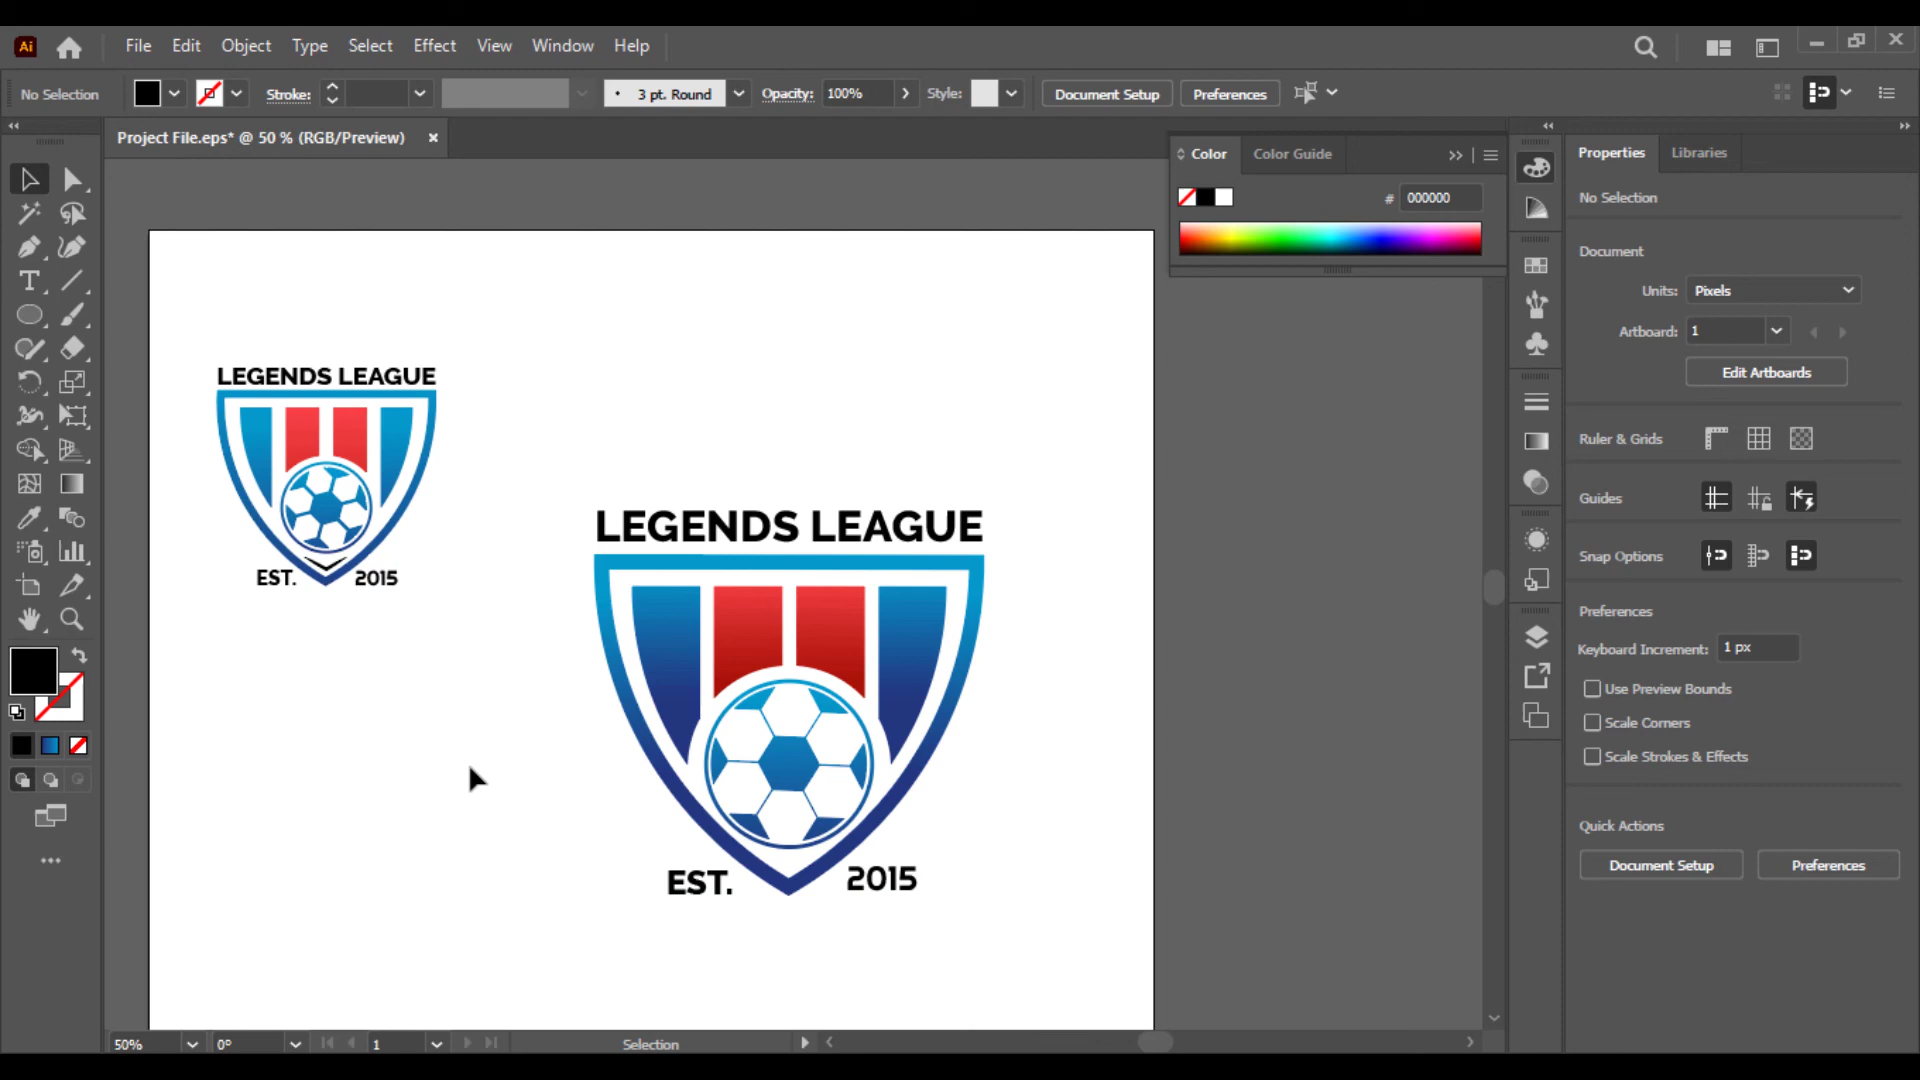 Ai File Edit Object Type Select Effect View Window Help
No Selection Stroke: 3 pt. Round Opacity: 100% Style: Document Setup Preferences
Project File.eps* @ 50 % (RGB/Preview) ×
Color Color Guide
# 000000
Properties Libraries
No Selection
Document
Units: Pixels
Artboard: 1
Edit Artboards
Ruler & Grids
Guides
Snap Options
Preferences
Keyboard Increment: 1 px
Use Preview Bounds
Scale Corners
Scale Strokes & Effects
Quick Actions
Document Setup Preferences
LEGENDS LEAGUE
EST. 2015
LEGENDS LEAGUE
EST. 2015
50% 0° 1 Selection